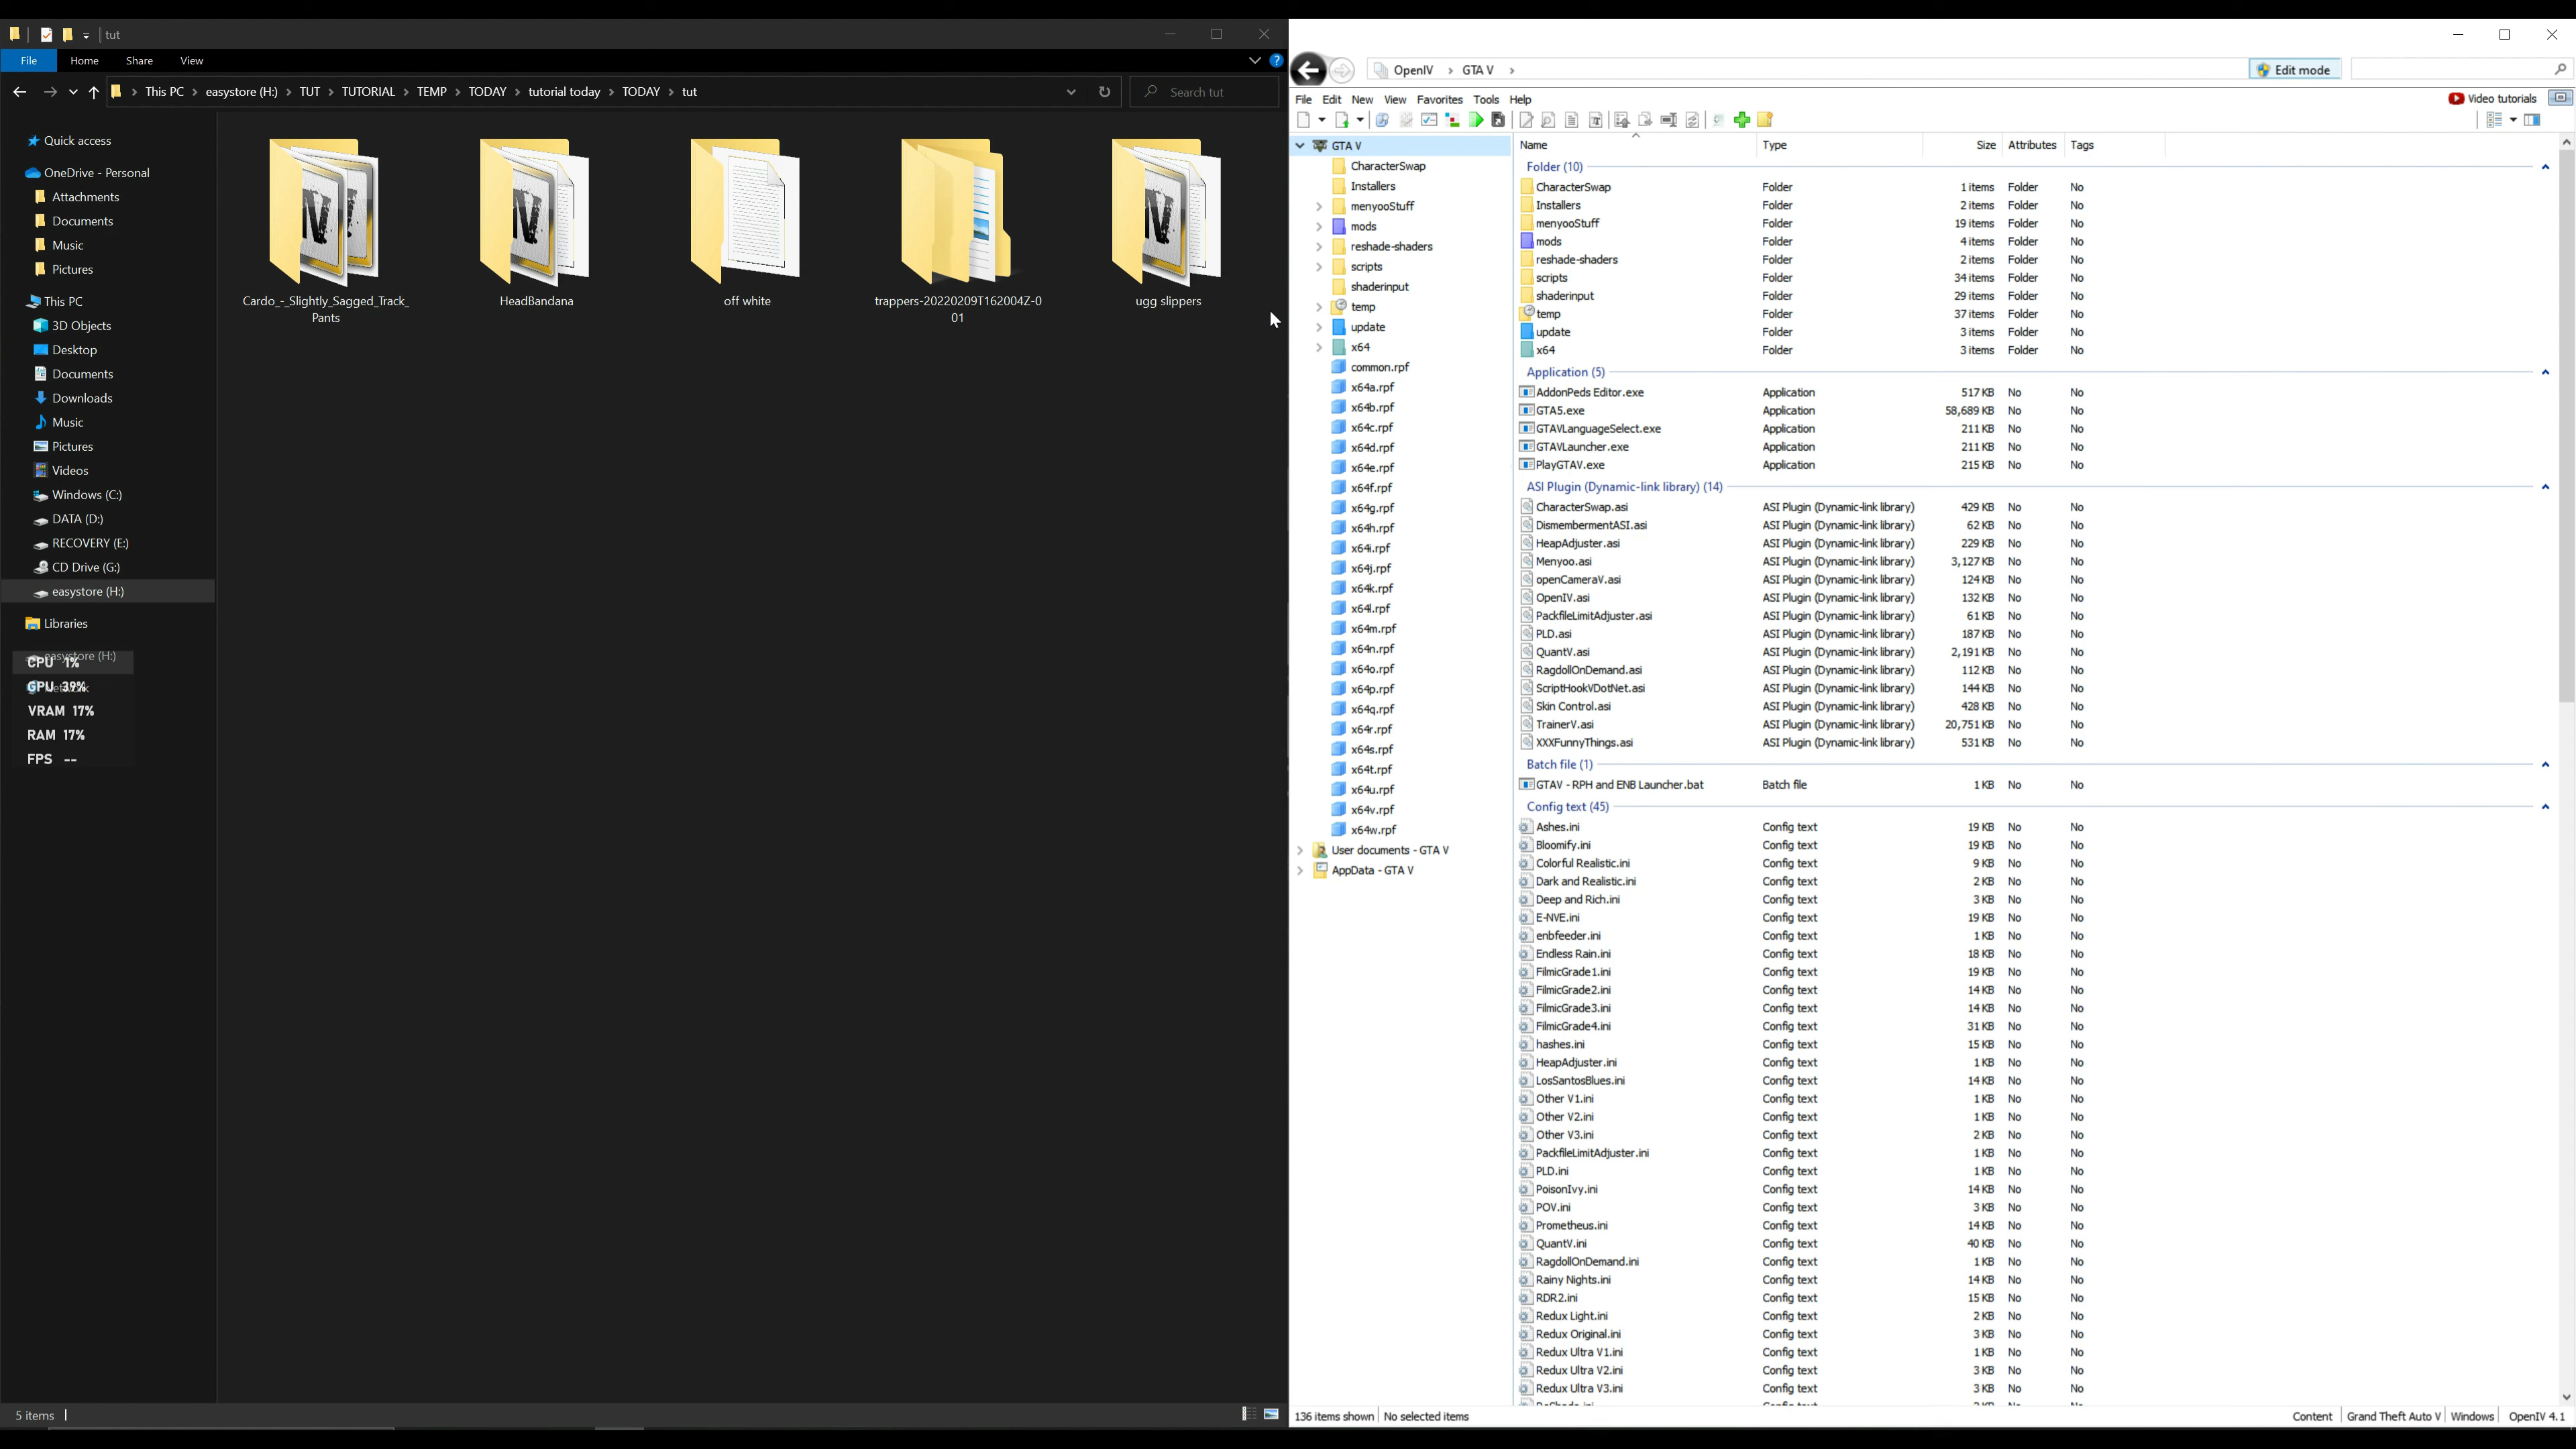 tut
File Home Share View
This PC easystore (H:) TUT TUTORIAL TEMP TODAY tutorial today TODAY tut
Search tut
Quick access
OneDrive - Personal
Attachments
Documents
Music
Pictures
This PC
3D Objects
Desktop
Documents
Downloads
Music
Pictures
Videos
Windows (C:)
DATA (D:)
RECOVERY (E:)
CD Drive (G:)
easystore (H:)
Libraries
easystore (H:)
CPU 1%
GPU 39%
VRAM 17%
RAM 17%
FPS --
Cardo_-_Slightly_Sagged_Track_
Pants
HeadBandana
off white
trappers-20220209T162004Z-0
01
ugg slippers
5 items
OpenIV GTA V
Edit mode
File Edit New View Favorites Tools Help
Video tutorials
GTA V
CharacterSwap
Installers
menyooStuff
mods
reshade-shaders
scripts
shaderinput
temp
update
x64
common.rpf
x64a.rpf
x64b.rpf
x64c.rpf
x64d.rpf
x64e.rpf
x64f.rpf
x64g.rpf
x64h.rpf
x64i.rpf
x64j.rpf
x64k.rpf
x64l.rpf
x64m.rpf
x64n.rpf
x64o.rpf
x64p.rpf
x64q.rpf
x64r.rpf
x64s.rpf
x64t.rpf
x64u.rpf
x64v.rpf
x64w.rpf
User documents - GTA V
AppData - GTA V
Name Type Size Attributes Tags
Folder (10)
CharacterSwap Folder 1 items Folder No
Installers Folder 2 items Folder No
menyooStuff Folder 19 items Folder No
mods Folder 4 items Folder No
reshade-shaders Folder 2 items Folder No
scripts Folder 34 items Folder No
shaderinput Folder 29 items Folder No
temp Folder 37 items Folder No
update Folder 3 items Folder No
x64 Folder 3 items Folder No
Application (5)
AddonPeds Editor.exe Application 517 KB No No
GTA5.exe Application 58,689 KB No No
GTAVLanguageSelect.exe Application 211 KB No No
GTAVLauncher.exe Application 211 KB No No
PlayGTAV.exe Application 215 KB No No
ASI Plugin (Dynamic-link library) (14)
CharacterSwap.asi ASI Plugin (Dynamic-link library) 429 KB No No
DismembermentASI.asi ASI Plugin (Dynamic-link library) 62 KB No No
HeapAdjuster.asi ASI Plugin (Dynamic-link library) 229 KB No No
Menyoo.asi ASI Plugin (Dynamic-link library) 3,127 KB No No
openCameraV.asi ASI Plugin (Dynamic-link library) 124 KB No No
OpenIV.asi ASI Plugin (Dynamic-link library) 132 KB No No
PackfileLimitAdjuster.asi ASI Plugin (Dynamic-link library) 61 KB No No
PLD.asi ASI Plugin (Dynamic-link library) 187 KB No No
QuantV.asi ASI Plugin (Dynamic-link library) 2,191 KB No No
RagdollOnDemand.asi ASI Plugin (Dynamic-link library) 112 KB No No
ScriptHookVDotNet.asi ASI Plugin (Dynamic-link library) 144 KB No No
Skin Control.asi ASI Plugin (Dynamic-link library) 428 KB No No
TrainerV.asi ASI Plugin (Dynamic-link library) 20,751 KB No No
XXXFunnyThings.asi ASI Plugin (Dynamic-link library) 531 KB No No
Batch file (1)
GTAV - RPH and ENB Launcher.bat Batch file 1 KB No No
Config text (45)
Ashes.ini Config text 19 KB No No
Bloomify.ini Config text 19 KB No No
Colorful Realistic.ini Config text 9 KB No No
Dark and Realistic.ini Config text 2 KB No No
Deep and Rich.ini Config text 3 KB No No
E-NVE.ini Config text 19 KB No No
enbfeeder.ini Config text 1 KB No No
Endless Rain.ini Config text 18 KB No No
FilmicGrade1.ini Config text 19 KB No No
FilmicGrade2.ini Config text 14 KB No No
FilmicGrade3.ini Config text 14 KB No No
FilmicGrade4.ini Config text 31 KB No No
hashes.ini Config text 15 KB No No
HeapAdjuster.ini Config text 1 KB No No
LosSantosBlues.ini Config text 14 KB No No
Other V1.ini Config text 1 KB No No
Other V2.ini Config text 1 KB No No
Other V3.ini Config text 2 KB No No
PackfileLimitAdjuster.ini Config text 1 KB No No
PLD.ini Config text 1 KB No No
PoisonIvy.ini Config text 14 KB No No
POV.ini Config text 3 KB No No
Prometheus.ini Config text 14 KB No No
QuantV.ini Config text 40 KB No No
RagdollOnDemand.ini Config text 1 KB No No
Rainy Nights.ini Config text 14 KB No No
RDR2.ini Config text 15 KB No No
Redux Light.ini Config text 2 KB No No
Redux Original.ini Config text 3 KB No No
Redux Ultra V1.ini Config text 1 KB No No
Redux Ultra V2.ini Config text 3 KB No No
Redux Ultra V3.ini Config text 3 KB No No
136 items shown No selected items
Content Grand Theft Auto V Windows OpenIV 4.1